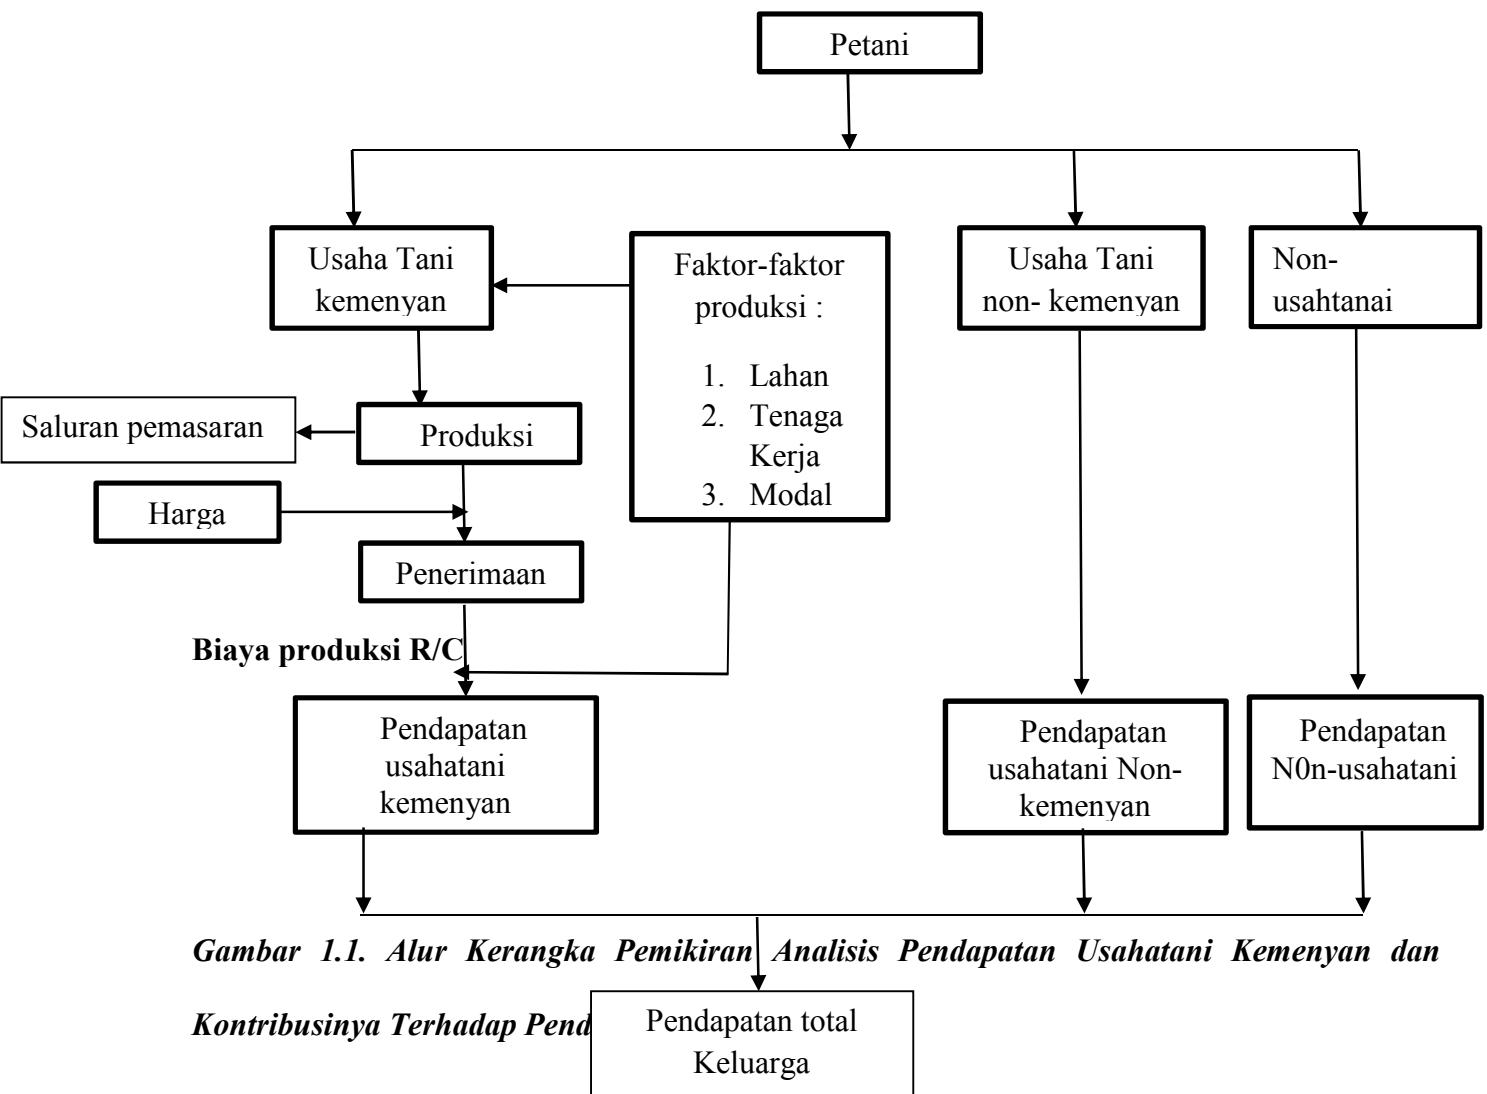 Petani
Usaha Tani
kemenyan
Faktor-faktor
produksi :
1. Lahan
2. Tenaga
Kerja
3. Modal
Usaha Tani
non- kemenyan
Non-
usahtanai
Saluran pemasaran
Produksi
Harga
Penerimaan
Biaya produksi R/C
Pendapatan
usahatani
kemenyan
Pendapatan
usahatani Non-
kemenyan
Pendapatan
N0n-usahatani
Gambar 1.1. Alur Kerangka Pemikiran Analisis Pendapatan Usahatani Kemenyan dan
Kontribusinya Terhadap Pend
Pendapatan total
Keluarga